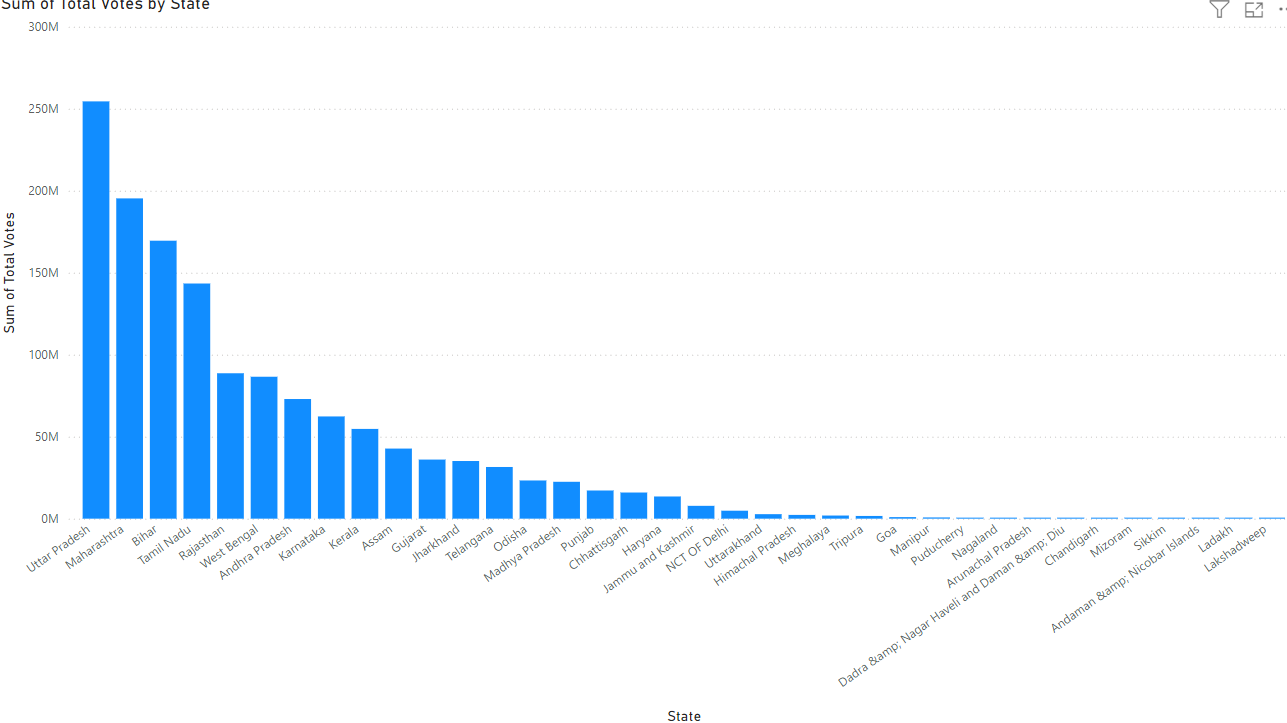 Sum of Total Votes by State
300M
250M
200M
150M
100M
50M
0M
Sum of Total Votes
Uttar Pradesh
Maharashtra
Bihar
Tamil Nadu
Rajasthan
West Bengal
Andhra Pradesh
Karnataka
Kerala
Assam
Gujarat
Jharkhand
Telangana
Odisha
Madhya Pradesh
Punjab
Chhattisgarh
Haryana
Jammu and Kashmir
NCT OF Delhi
Uttarakhand
Himachal Pradesh
Meghalaya
Tripura
Goa
Manipur
Puducherry
Nagaland
Arunachal Pradesh
Dadra &amp; Nagar Haveli and Daman &amp; Diu
Chandigarh
Mizoram
Sikkim
Andaman &amp; Nicobar Islands
Ladakh
Lakshadweep
State